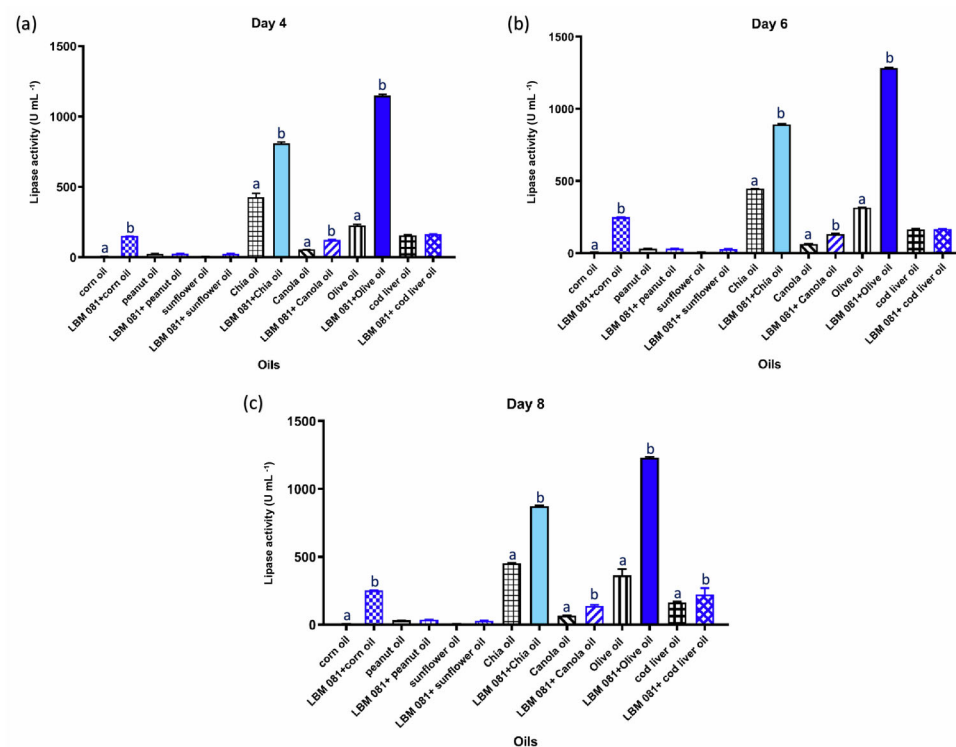 (a)
Day 4
1500
1000
500
0
Lipase activity (U mL ⁻¹)
a
b
a
b
a
b
a
b
corn oil
LBM 081+corn oil
peanut oil
LBM 081+ peanut oil
sunflower oil
LBM 081+ sunflower oil
Chía oil
LBM 081+Chía oil
Canola oil
LBM 081+ Canola oil
Olive oil
LBM 081+Olive oil
cod liver oil
LBM 081+ cod liver oil
Oils
(b)
Day 6
1500
1000
500
0
Lipase activity (U mL ⁻¹)
a
b
a
b
a
b
a
b
corn oil
LBM 081+corn oil
peanut oil
LBM 081+ peanut oil
sunflower oil
LBM 081+ sunflower oil
Chía oil
LBM 081+Chía oil
Canola oil
LBM 081+ Canola oil
Olive oil
LBM 081+Olive oil
cod liver oil
LBM 081+ cod liver oil
Oils
(c)
Day 8
1500
1000
500
0
Lipase activity (U mL ⁻¹)
a
b
a
b
a
b
a
b
a
b
corn oil
LBM 081+corn oil
peanut oil
LBM 081+ peanut oil
sunflower oil
LBM 081+ sunflower oil
Chía oil
LBM 081+Chía oil
Canola oil
LBM 081+ Canola oil
Olive oil
LBM 081+Olive oil
cod liver oil
LBM 081+ cod liver oil
Oils